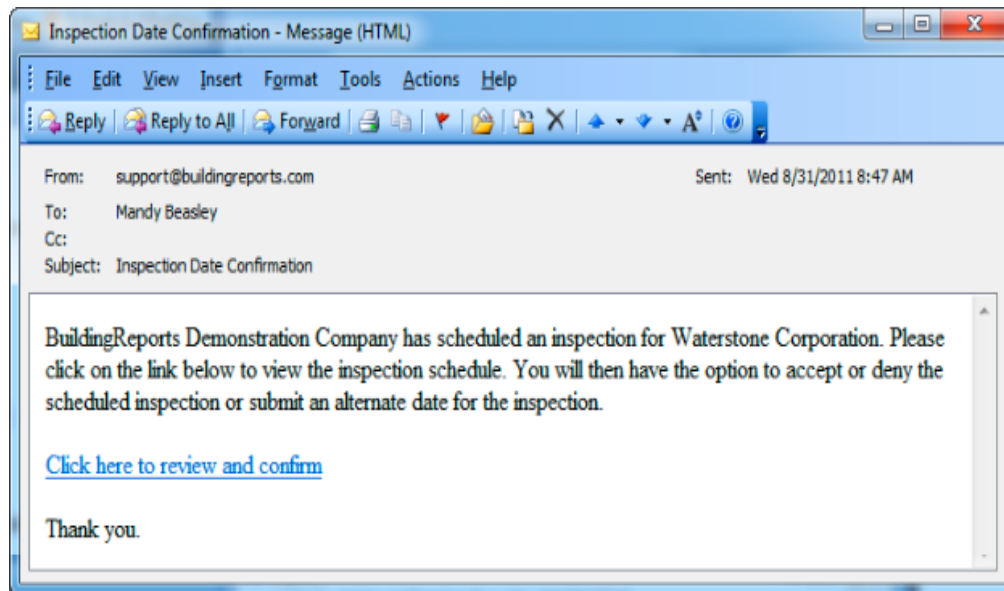 Inspection Date Confirmation - Message (HTML)
File Edit View Insert Format Tools Actions Help
Reply Reply to All Forward
From: support@buildingreports.com Sent: Wed 8/31/2011 8:47 AM
To: Mandy Beasley
Cc:
Subject: Inspection Date Confirmation
BuildingReports Demonstration Company has scheduled an inspection for Waterstone Corporation. Please
click on the link below to view the inspection schedule. You will then have the option to accept or deny the
scheduled inspection or submit an alternate date for the inspection.
Click here to review and confirm
Thank you.